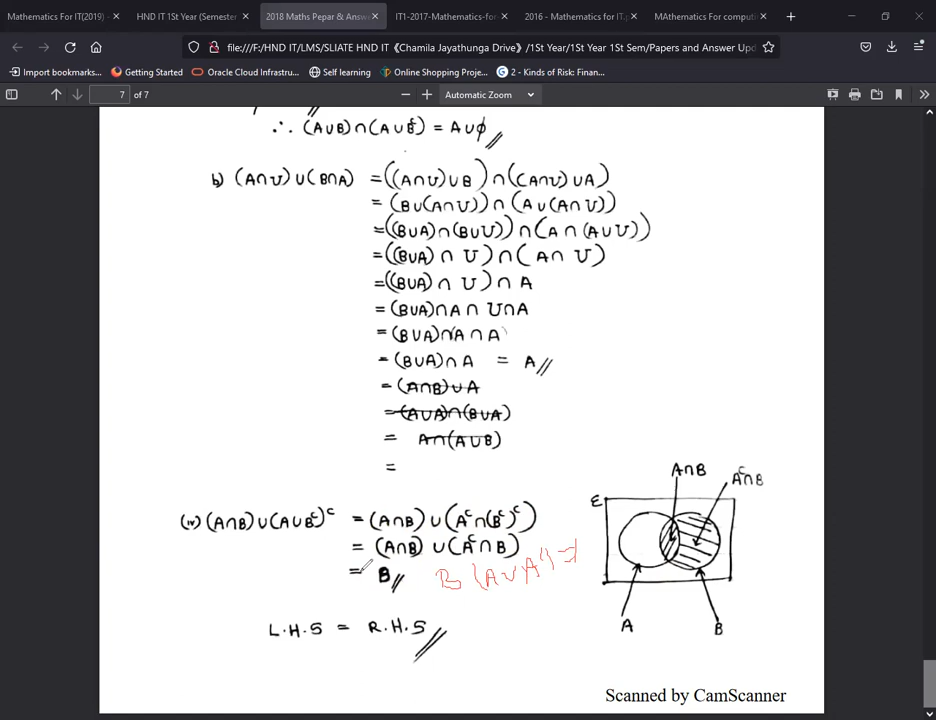 Mathematics For IT(2019) -
HND IT 1St Year (Semester
2018 Maths Pepar & Answe
IT1-2017-Mathematics-for-
2016 - Mathematics for IT.p
MAthematics For computi
file:///F:/HND IT/LMS/SLIATE HND IT《Chamila Jayathunga Drive》/1St Year/1St Year 1St Sem/Papers and Answer Upd
Import bookmarks...
Getting Started
Oracle Cloud Infrastru...
Self learning
Online Shopping Proje...
2 - Kinds of Risk: Finan...
7 of 7
Automatic Zoom
∴ (A∪B)∩(A∪B^c) = A∪ϕ
b) (A∩U)∪(B∩A) =((A∩U)∪B)∩((A∩U)∪A)
=(B∪(A∩U))∩(A∪(A∩U))
=((B∪A)∩(B∪U))∩(A∩(A∪U))
=((B∪A)∩ U)∩(A∩ U)
=((B∪A)∩ U)∩ A
=(B∪A)∩A∩ U∩A
=(B∪A)∩A∩A
=(B∪A)∩A = A
=(A∩B)∪A
=(A∪A)∩(B∪A)
= A∩(A∪B)
=
(iv) (A∩B)∪(A∪B^c)^c =(A∩B)∪(A^c∩(B^c)^c)
=(A∩B)∪(A^c∩B)
= B
B(A∪A') =
L.H.S = R.H.S
A∩B
A^c∩B
ε
A
B
Scanned by CamScanner